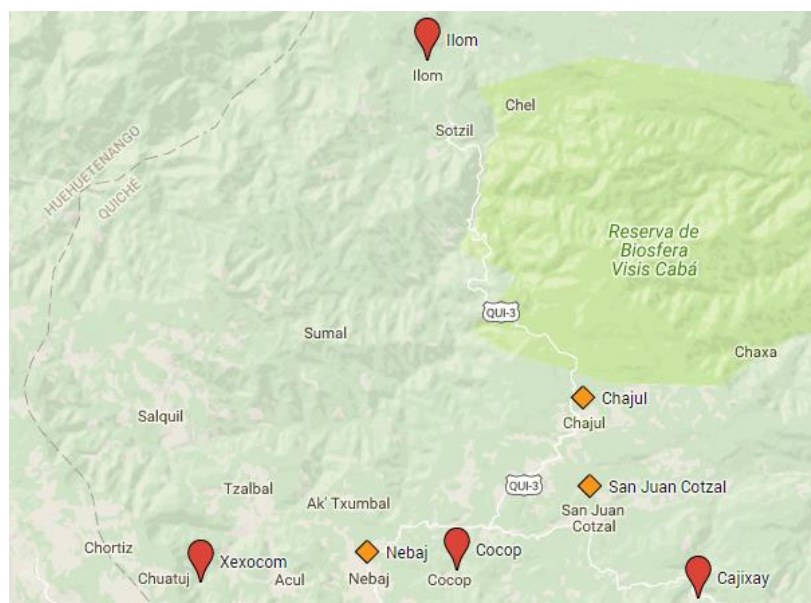 Ilom
Ilom
Chel
Sotzil
HUEHUETENANGO
QUICHÉ
Reserva de
Biosfera
Visis Cabá
QUI-3
Sumal
Chaxa
Chajul
Chajul
Salquil
Tzalbal
QUI-3
San Juan Cotzal
Ak' Txumbal
San Juan
Cotzal
Chortiz
Xexocom
Nebaj
Cocop
Chuatuj
Acul
Nebaj
Cocop
Cajixay